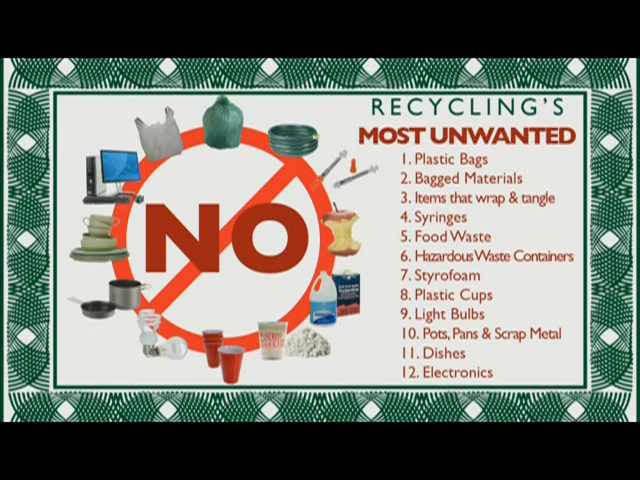 RECYCLING'S
MOST UNWANTED
1. Plastic Bags
2. Bagged Materials
3. Items that wrap & tangle
4. Syringes
5. Food Waste
6. Hazardous Waste Containers
7. Styrofoam
8. Plastic Cups
9. Light Bulbs
10. Pots, Pans & Scrap Metal
11. Dishes
12. Electronics
NO